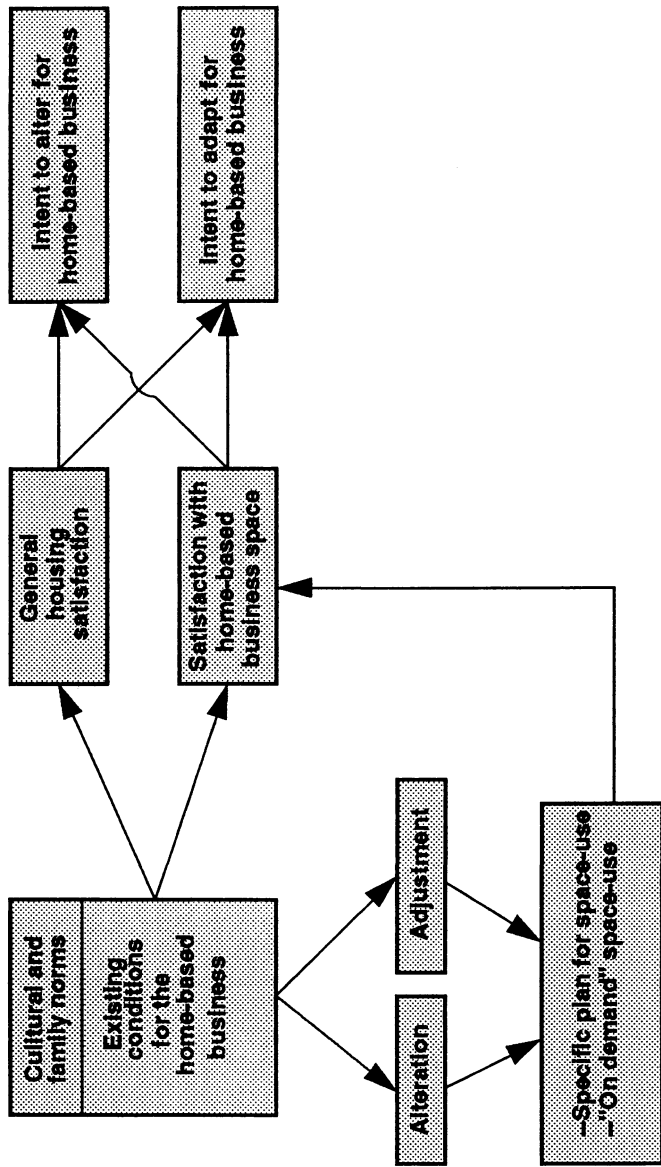 Cultural and
family norms
Existing
conditions
for the
home-based
business
General
housing
satisfaction
Satisfaction with
home-based
business space
Intent to alter for
home-based business
Intent to adapt for
home-based business
Alteration
Adjustment
–Specific plan for space-use
–"On demand" space-use